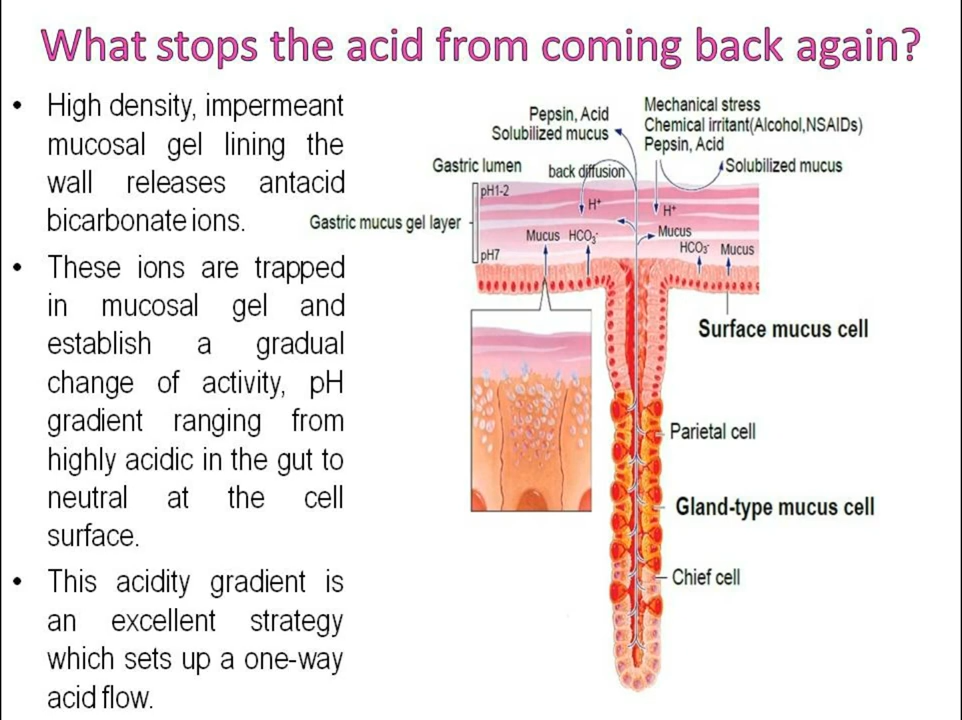 What stops the acid from coming back again?
• High density, impermeant
mucosal gel lining the
wall releases antacid
bicarbonate ions.
• These ions are trapped
in mucosal gel and
establish a gradual
change of activity, pH
gradient ranging from
highly acidic in the gut to
neutral at the cell
surface.
• This acidity gradient is
an excellent strategy
which sets up a one-way
acid flow.
Pepsin, Acid
Solubilized mucus
Mechanical stress
Chemical irritant(Alcohol,NSAIDs)
Pepsin, Acid
Solubilized mucus
Gastric lumen
back diffusion
pH1-2
H⁺
H⁺
Gastric mucus gel layer
Mucus
HCO₃⁻
Mucus
HCO₃⁻
Mucus
pH7
Surface mucus cell
Parietal cell
Gland-type mucus cell
Chief cell